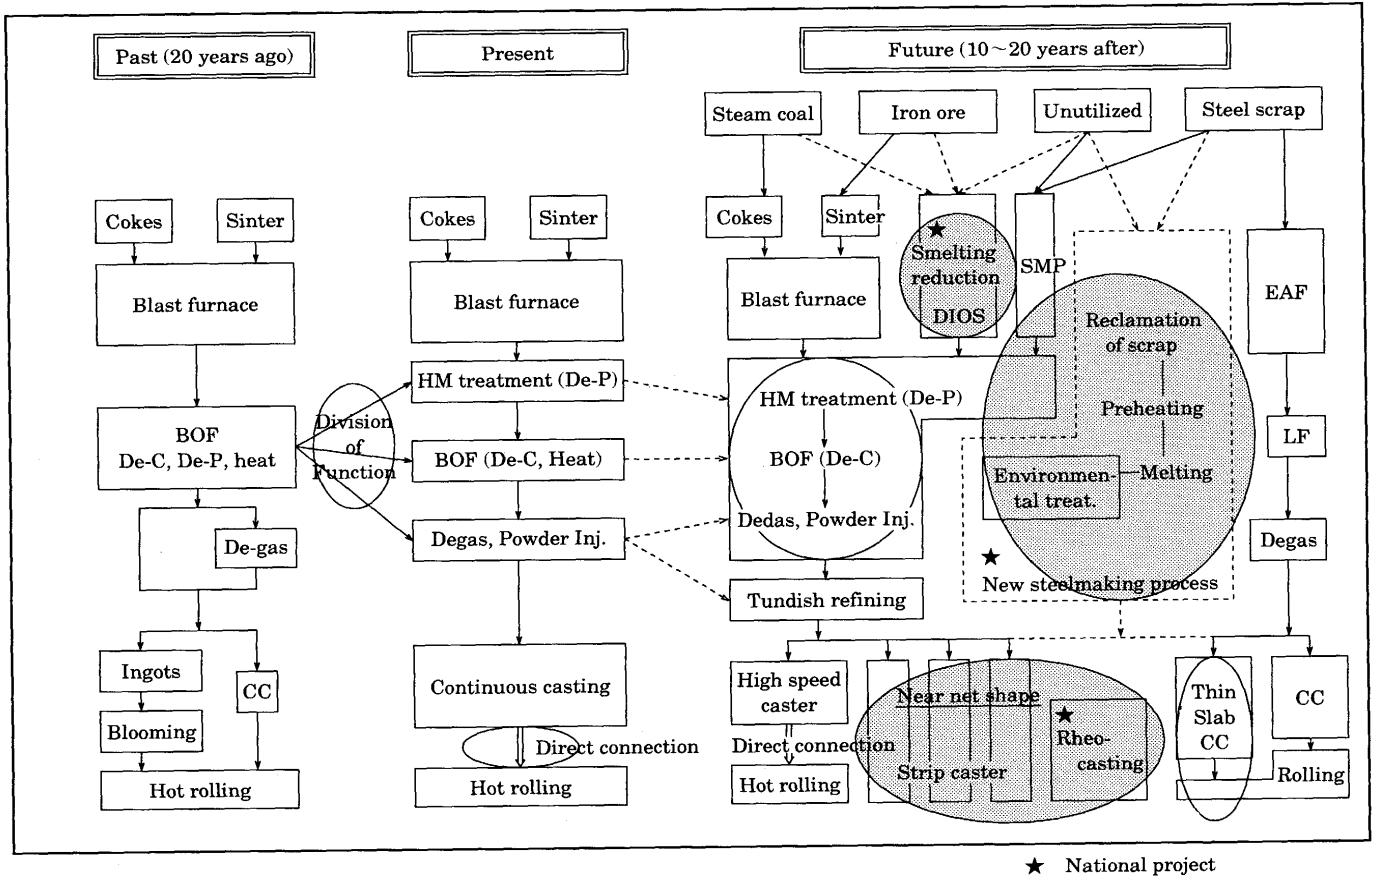 Past (20 years ago)
Present
Future (10~20 years after)
Steam coal
Iron ore
Unutilized
Steel scrap
Cokes
Sinter
Blast furnace
BOF
De-C, De-P, heat
De-gas
Ingots
CC
Blooming
Hot rolling
Division
of
Function
Cokes
Sinter
Blast furnace
HM treatment (De-P)
BOF (De-C, Heat)
Degas, Powder Inj.
Continuous casting
Direct connection
Hot rolling
Cokes
Sinter
Blast furnace
★
Smelting
reduction
DIOS
SMP
HM treatment (De-P)
BOF (De-C)
Dedas, Powder Inj.
Tundish refining
High speed
caster
Direct connection
Hot rolling
Near net shape
Strip caster
★
Rheo-
casting
Reclamation
of scrap
Preheating
Melting
Environmen-
tal treat.
★
New steelmaking process
EAF
LF
Degas
Thin
Slab
CC
CC
Rolling
★ National project